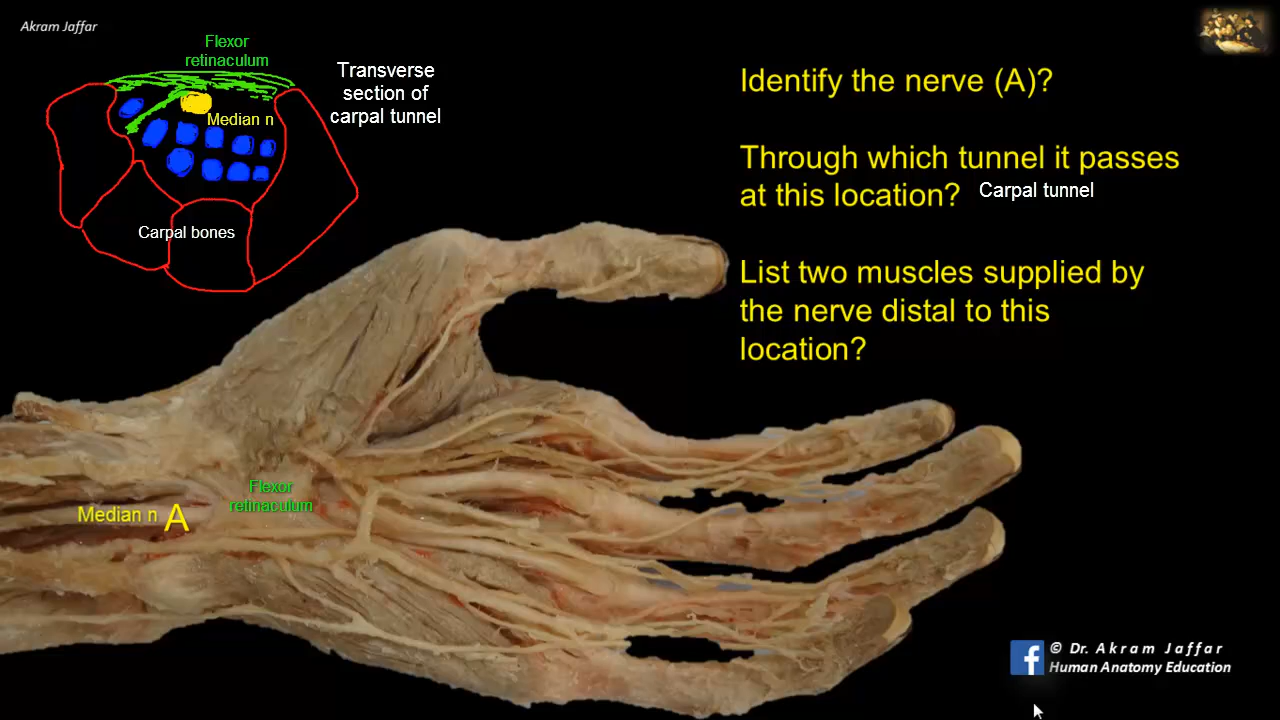 Akram Jaffar
Flexor
retinaculum
Median n
Carpal bones
Transverse
section of
carpal tunnel
Identify the nerve (A)?
Through which tunnel it passes
at this location? Carpal tunnel
List two muscles supplied by
the nerve distal to this
location?
Flexor
retinaculum
Median n A
f
© Dr. Akram Jaffar
Human Anatomy Education